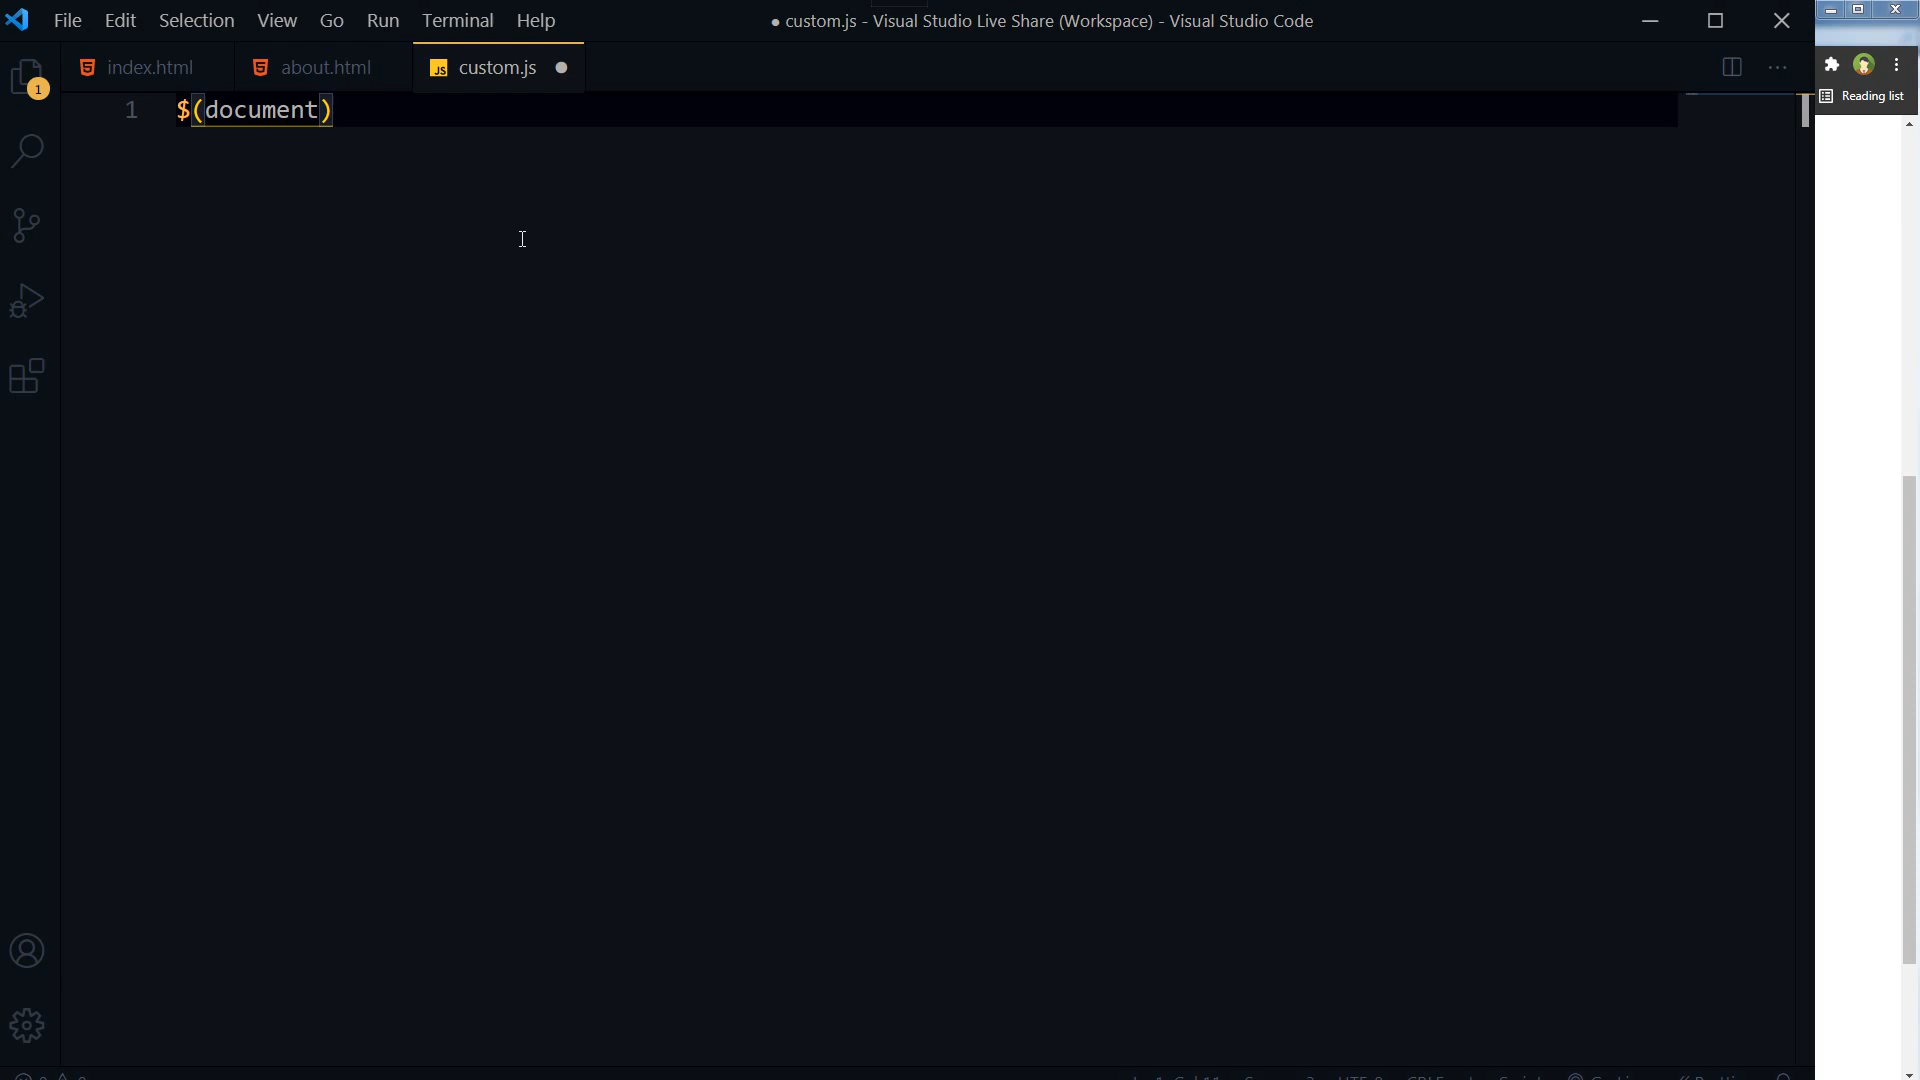 File Edit Selection View Go Run Terminal Help
● custom.js - Visual Studio Live Share (Workspace) - Visual Studio Code
index.html about.html JS custom.js
Reading list
1
1 $(document)